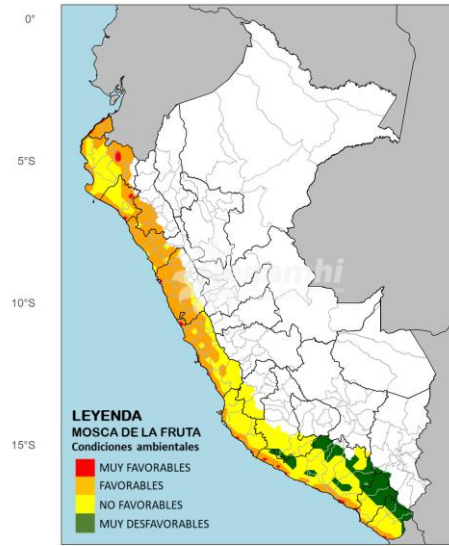 0°
5°S
10°S
15°S
LEYENDA
MOSCA DE LA FRUTA
Condiciones ambientales
MUY FAVORABLES
FAVORABLES
NO FAVORABLES
MUY DESFAVORABLES